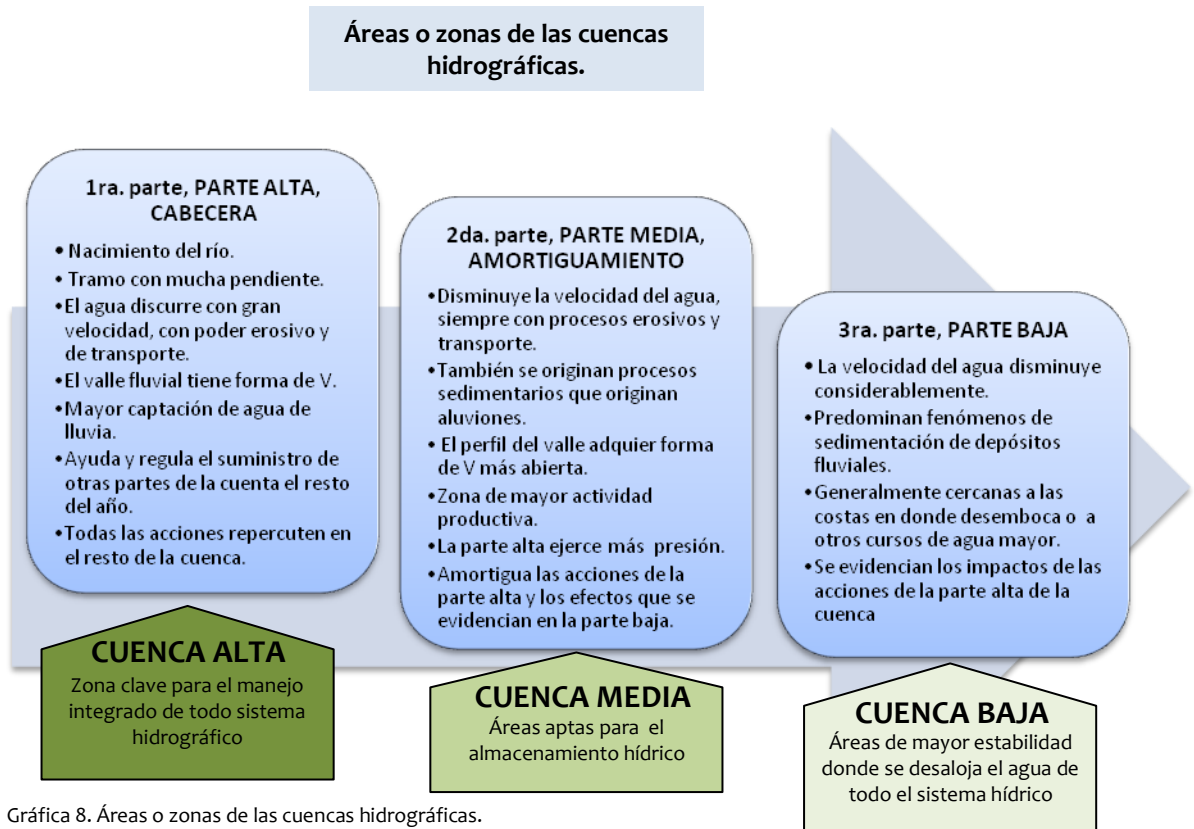 Áreas o zonas de las cuencas
hidrográficas.
1ra. parte, PARTE ALTA,
CABECERA
• Nacimiento del río.
• Tramo con mucha pendiente.
•El agua discurre con gran
velocidad, con poder erosivo y
de transporte.
•El valle fluvial tiene forma de V.
•Mayor captación de agua de
lluvia.
•Ayuda y regula el suministro de
otras partes de la cuenta el resto
del año.
•Todas las acciones repercuten en
el resto de la cuenca.
2da. parte, PARTE MEDIA,
AMORTIGUAMIENTO
•Disminuye la velocidad del agua,
siempre con procesos erosivos y
transporte.
•También se originan procesos
sedimentarios que originan
aluviones.
• El perfil del valle adquier forma
de V más abierta.
•Zona de mayor actividad
productiva.
•La parte alta ejerce más presión.
•Amortigua las acciones de la
parte alta y los efectos que se
evidencian en la parte baja.
3ra. parte, PARTE BAJA
• La velocidad del agua disminuye
considerablemente.
•Predominan fenómenos de
sedimentación de depósitos
fluviales.
•Generalmente cercanas a las
costas en donde desemboca o a
otros cursos de agua mayor.
•Se evidencian los impactos de las
acciones de la parte alta de la
cuenca
CUENCA ALTA
Zona clave para el manejo
integrado de todo sistema
hidrográfico
CUENCA MEDIA
Áreas aptas para el
almacenamiento hídrico
CUENCA BAJA
Áreas de mayor estabilidad
donde se desaloja el agua de
todo el sistema hídrico
Gráfica 8. Áreas o zonas de las cuencas hidrográficas.